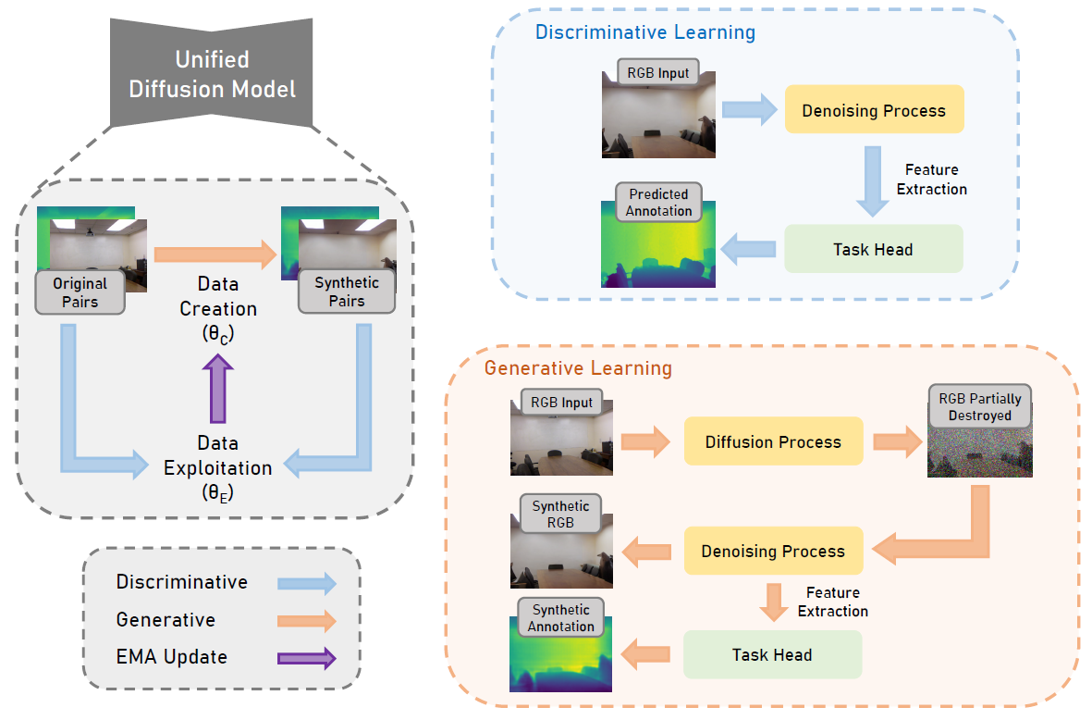 Unified
Diffusion Model
Original
Pairs
Synthetic
Pairs
Data
Creation
(θC)
Data
Exploitation
(θE)
Discriminative
Generative
EMA Update
Discriminative Learning
RGB Input
Denoising Process
Feature
Extraction
Predicted
Annotation
Task Head
Generative Learning
RGB Input
Diffusion Process
RGB Partially
Destroyed
Synthetic
RGB
Denoising Process
Feature
Extraction
Synthetic
Annotation
Task Head